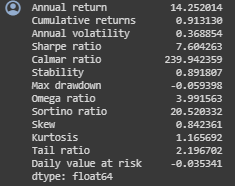 Annual return 14.252014
Cumulative returns 0.913130
Annual volatility 0.368854
Sharpe ratio 7.604263
Calmar ratio 239.942359
Stability 0.891807
Max drawdown -0.059398
Omega ratio 3.991563
Sortino ratio 20.520332
Skew 0.842361
Kurtosis 1.165692
Tail ratio 2.196702
Daily value at risk -0.035341
dtype: float64